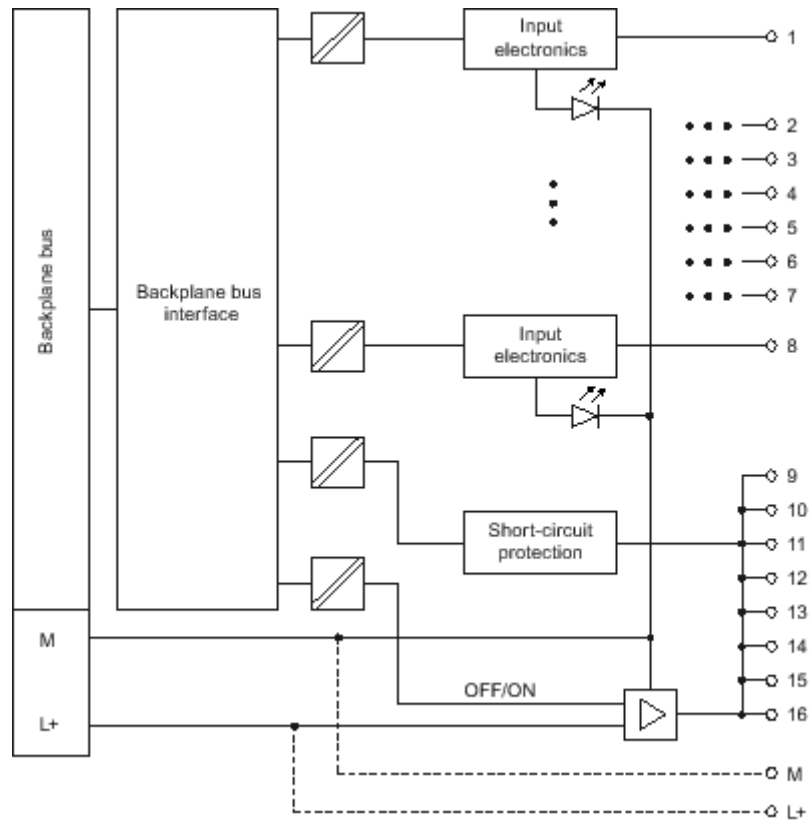 Input
electronics
1
2
3
4
5
6
7
Backplane bus
Backplane bus
interface
Input
electronics
8
9
10
Short-circuit
protection
11
12
13
M
14
15
OFF/ON
L+
16
M
L+